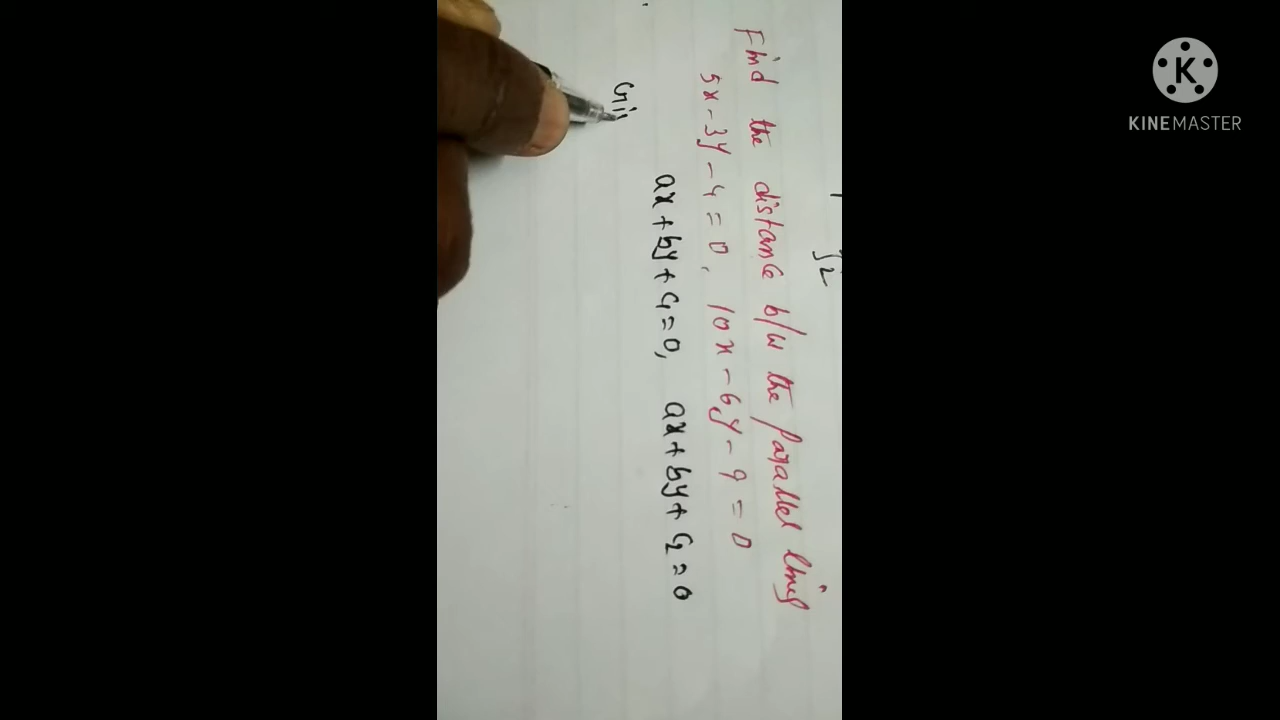 Find the distance b/w the parallel lines
5x - 3y - 4 = 0, 10x - 6y - 9 = 0
ax + by + c₁ = 0, ax + by + c₂ = 0
Gi
KINEMASTER